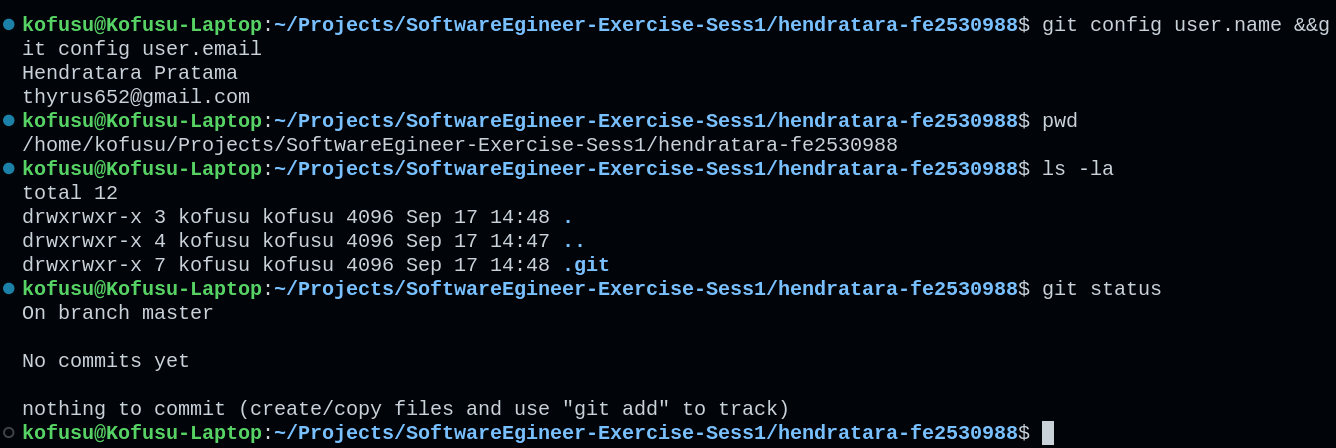 kofusu@Kofusu-Laptop:~/Projects/SoftwareEgineer-Exercise-Sess1/hendratara-fe2530988$ git config user.name &&g
it config user.email
Hendratara Pratama
thyrus652@gmail.com
kofusu@Kofusu-Laptop:~/Projects/SoftwareEgineer-Exercise-Sess1/hendratara-fe2530988$ pwd
/home/kofusu/Projects/SoftwareEgineer-Exercise-Sess1/hendratara-fe2530988
kofusu@Kofusu-Laptop:~/Projects/SoftwareEgineer-Exercise-Sess1/hendratara-fe2530988$ ls -la
total 12
drwxrwxr-x 3 kofusu kofusu 4096 Sep 17 14:48 .
drwxrwxr-x 4 kofusu kofusu 4096 Sep 17 14:47 ..
drwxrwxr-x 7 kofusu kofusu 4096 Sep 17 14:48 .git
kofusu@Kofusu-Laptop:~/Projects/SoftwareEgineer-Exercise-Sess1/hendratara-fe2530988$ git status
On branch master

No commits yet

nothing to commit (create/copy files and use "git add" to track)
kofusu@Kofusu-Laptop:~/Projects/SoftwareEgineer-Exercise-Sess1/hendratara-fe2530988$